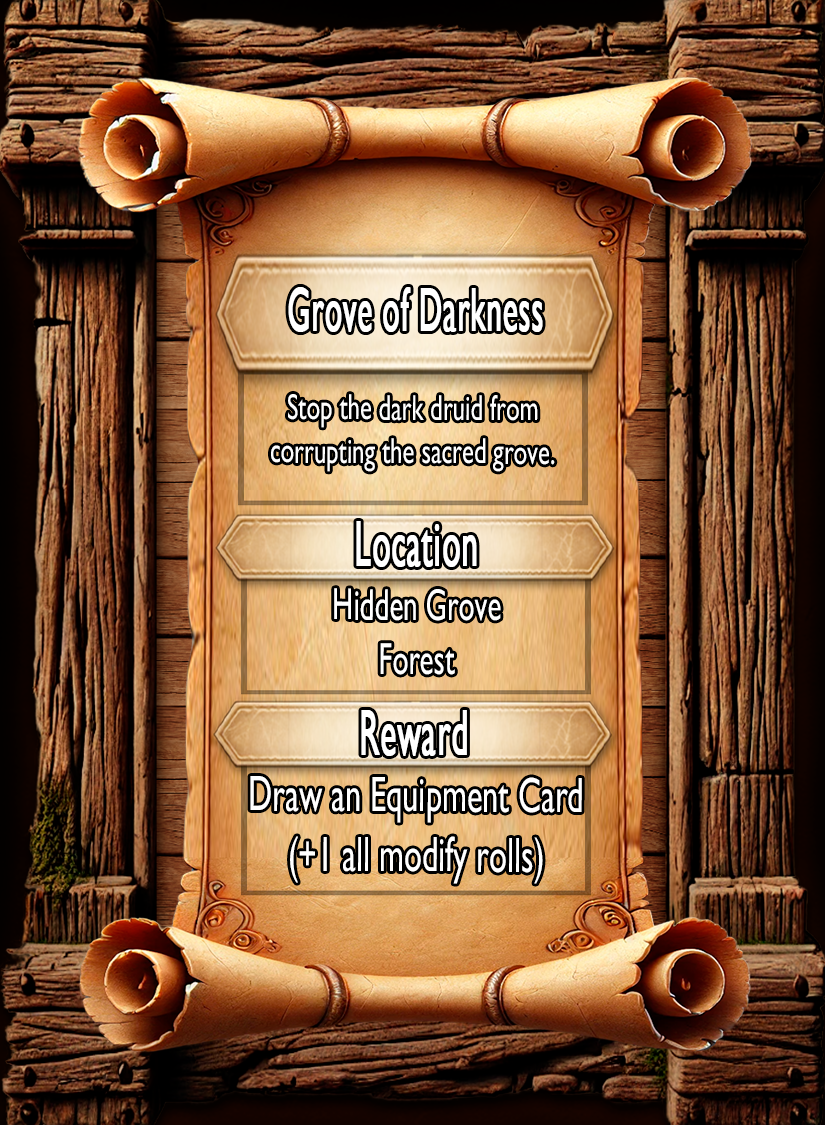 Grove of Darkness
Stop the dark druid from
corrupting the sacred grove.
Location
Hidden Grove
Forest
Reward
Draw an Equipment Card
(+1 all modify rolls)